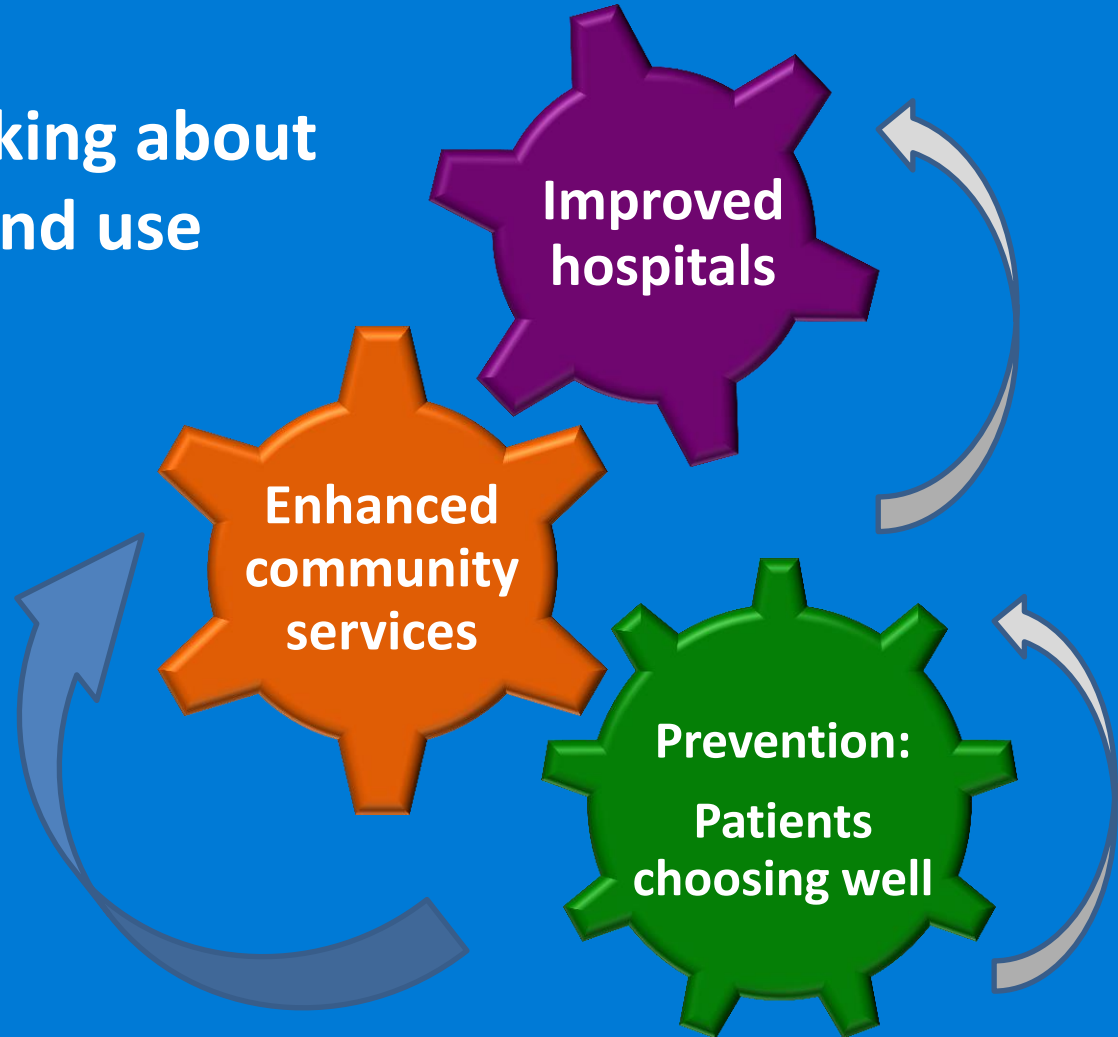 king about
nd use
Improved
hospitals
Enhanced
community
services
Prevention:
Patients
choosing well